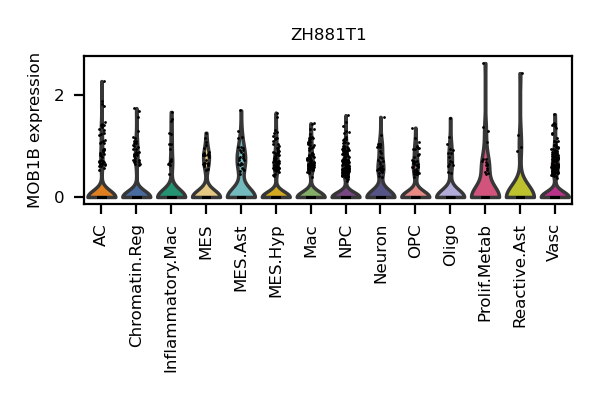 ZH881T1
MOB1B expression
2
0
AC
Chromatin.Reg
Inflammatory.Mac
MES
MES.Ast
MES.Hyp
Mac
NPC
Neuron
OPC
Oligo
Prolif.Metab
Reactive.Ast
Vasc